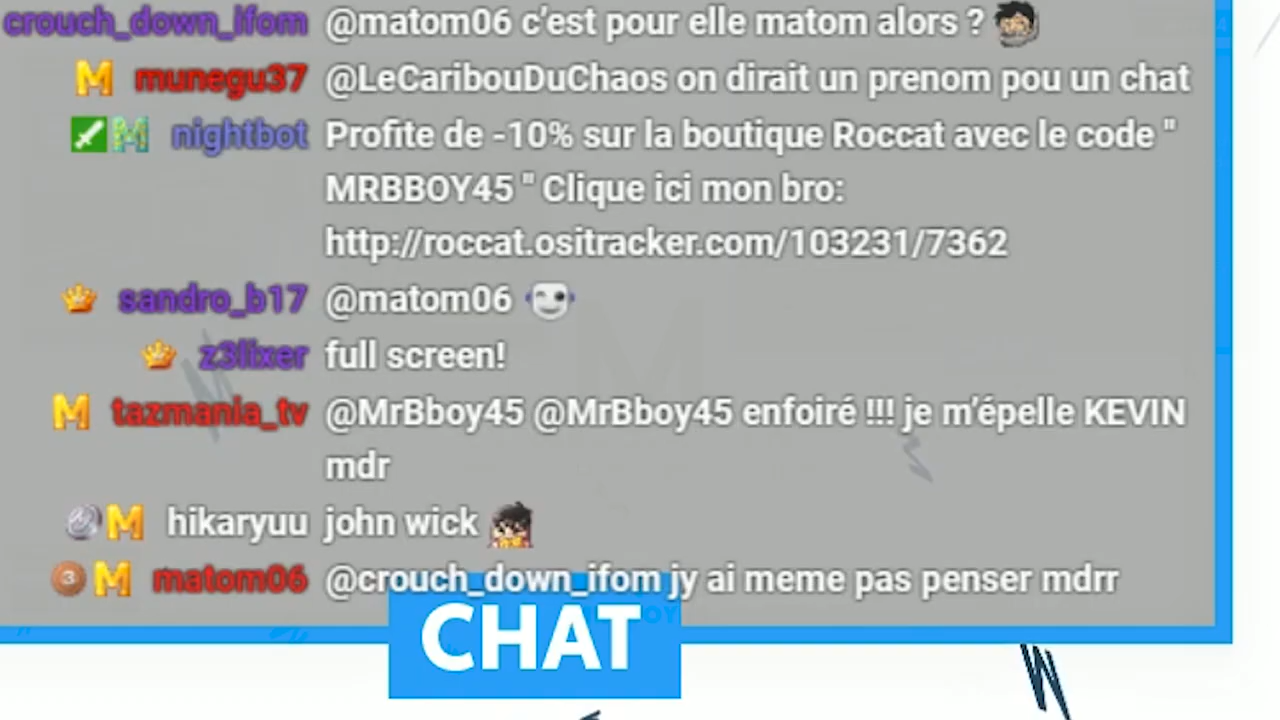 crouch_down_ifom @matom06 c’est pour elle matom alors ?
munegu37 @LeCaribouDuChaos on dirait un prenom pou un chat
nightbot Profite de -10% sur la boutique Roccat avec le code "
MRBBOY45 " Clique ici mon bro:
http://roccat.ositracker.com/103231/7362
sandro_b17 @matom06
z3lixer full screen!
tazmania_tv @MrBboy45 @MrBboy45 enfoiré !!! je m’épelle KEVIN
mdr
hikaryuu john wick
3 M matom06 @crouch_down_ifom jy ai meme pas penser mdrr
CHAT